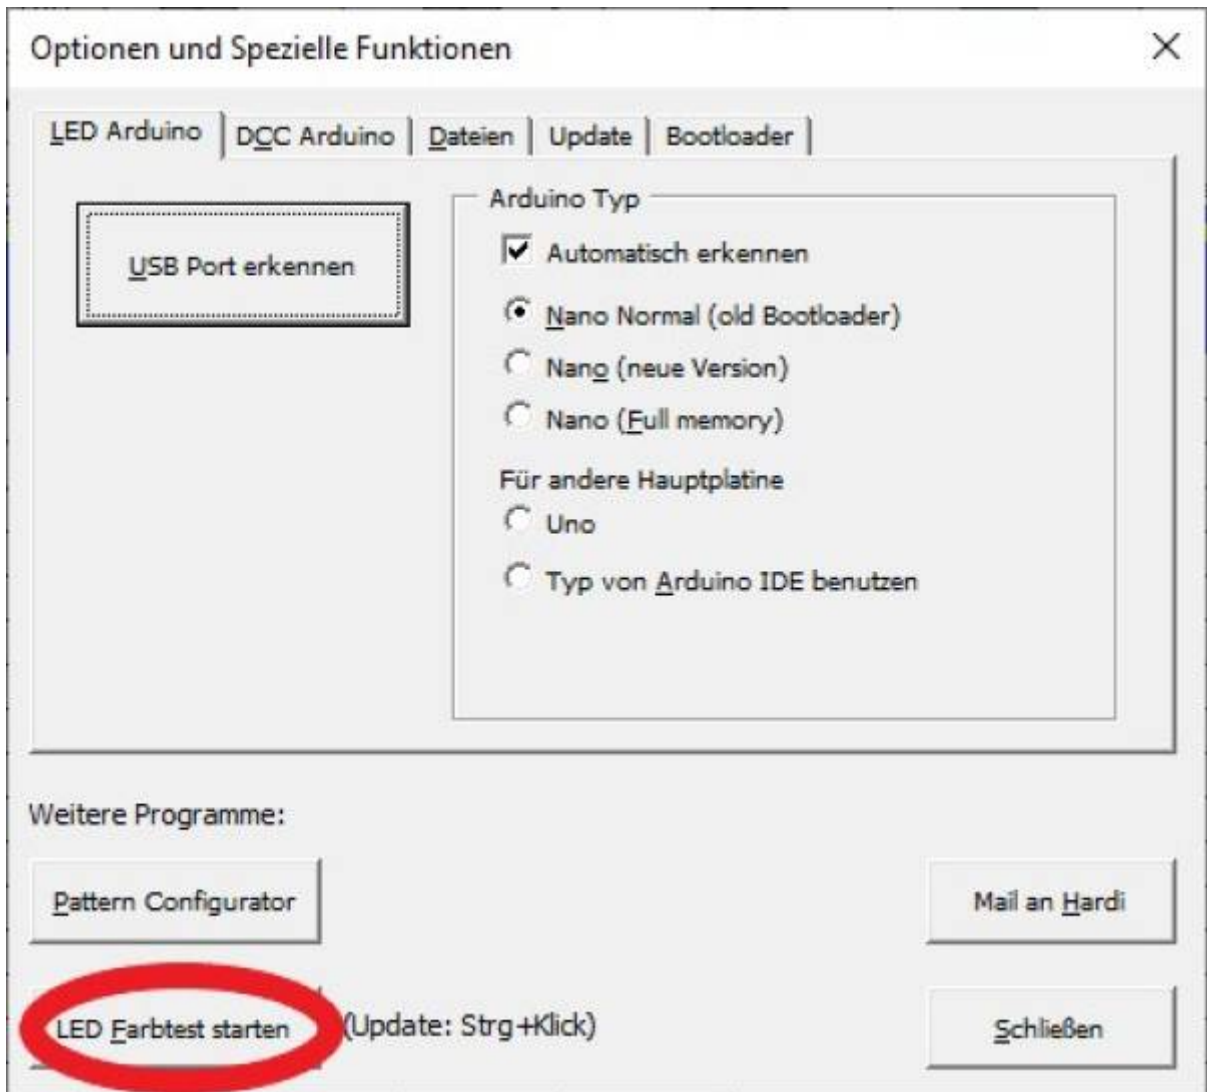 Optionen und Spezielle Funktionen
LED Arduino
DCC Arduino
Dateien
Update
Bootloader
USB Port erkennen
Arduino Typ
Automatisch erkennen
Nano Normal (old Bootloader)
Nano (neue Version)
Nano (Full memory)
Für andere Hauptplatine
Uno
Typ von Arduino IDE benutzen
Weitere Programme:
Pattern Configurator
Mail an Hardi
LED Farbtest starten
(Update: Strg+Klick)
Schließen